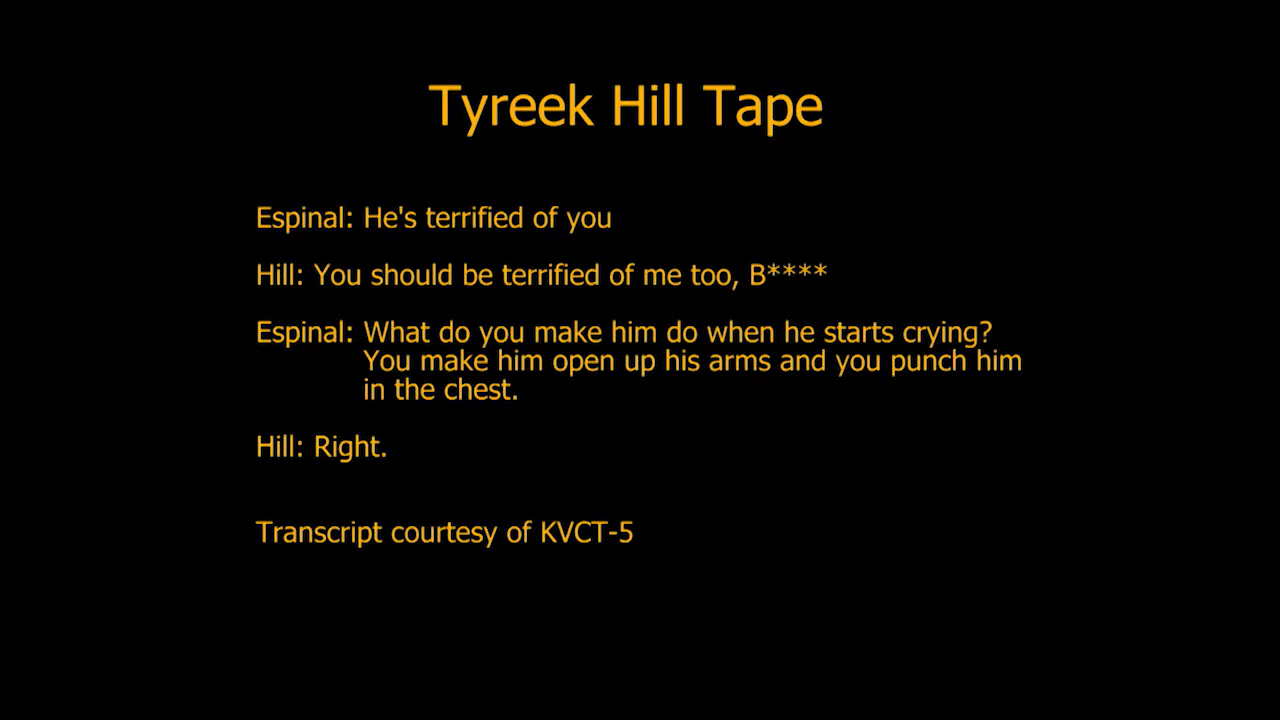 Tyreek Hill Tape
Espinal: He's terrified of you
Hill: You should be terrified of me too, B****
Espinal: What do you make him do when he starts crying?
You make him open up his arms and you punch him
in the chest.
Hill: Right.
Transcript courtesy of KVCT-5